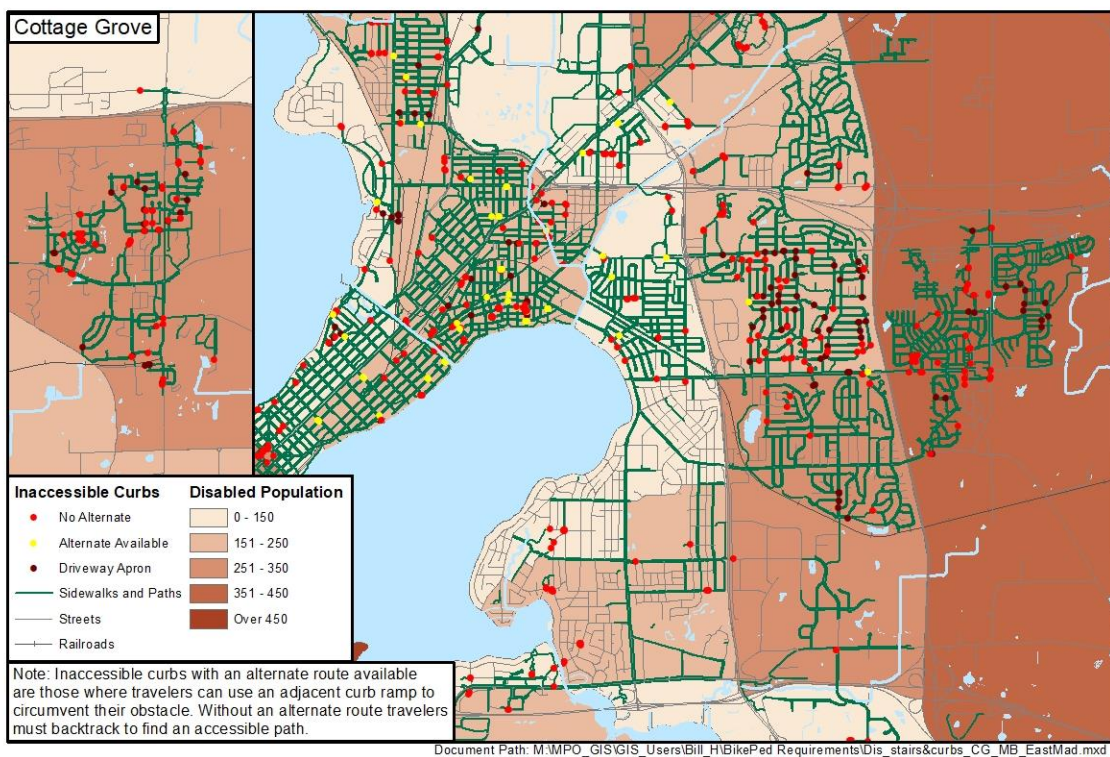 Cottage Grove
Inaccessible Curbs
No Alternate
Alternate Available
Driveway Apron
Sidewalks and Paths
Streets
Railroads
Disabled Population
0 - 150
151 - 250
251 - 350
351 - 450
Over 450
Note: Inaccessible curbs with an alternate route available
are those where travelers can use an adjacent curb ramp to
circumvent their obstacle. Without an alternate route travelers
must backtrack to find an accessible path.
Document Path: M:\MPO_GIS\GIS_Users\Bill_H\BikePed Requirements\Dis_stairs&curbs_CG_MB_EastMad.mxd